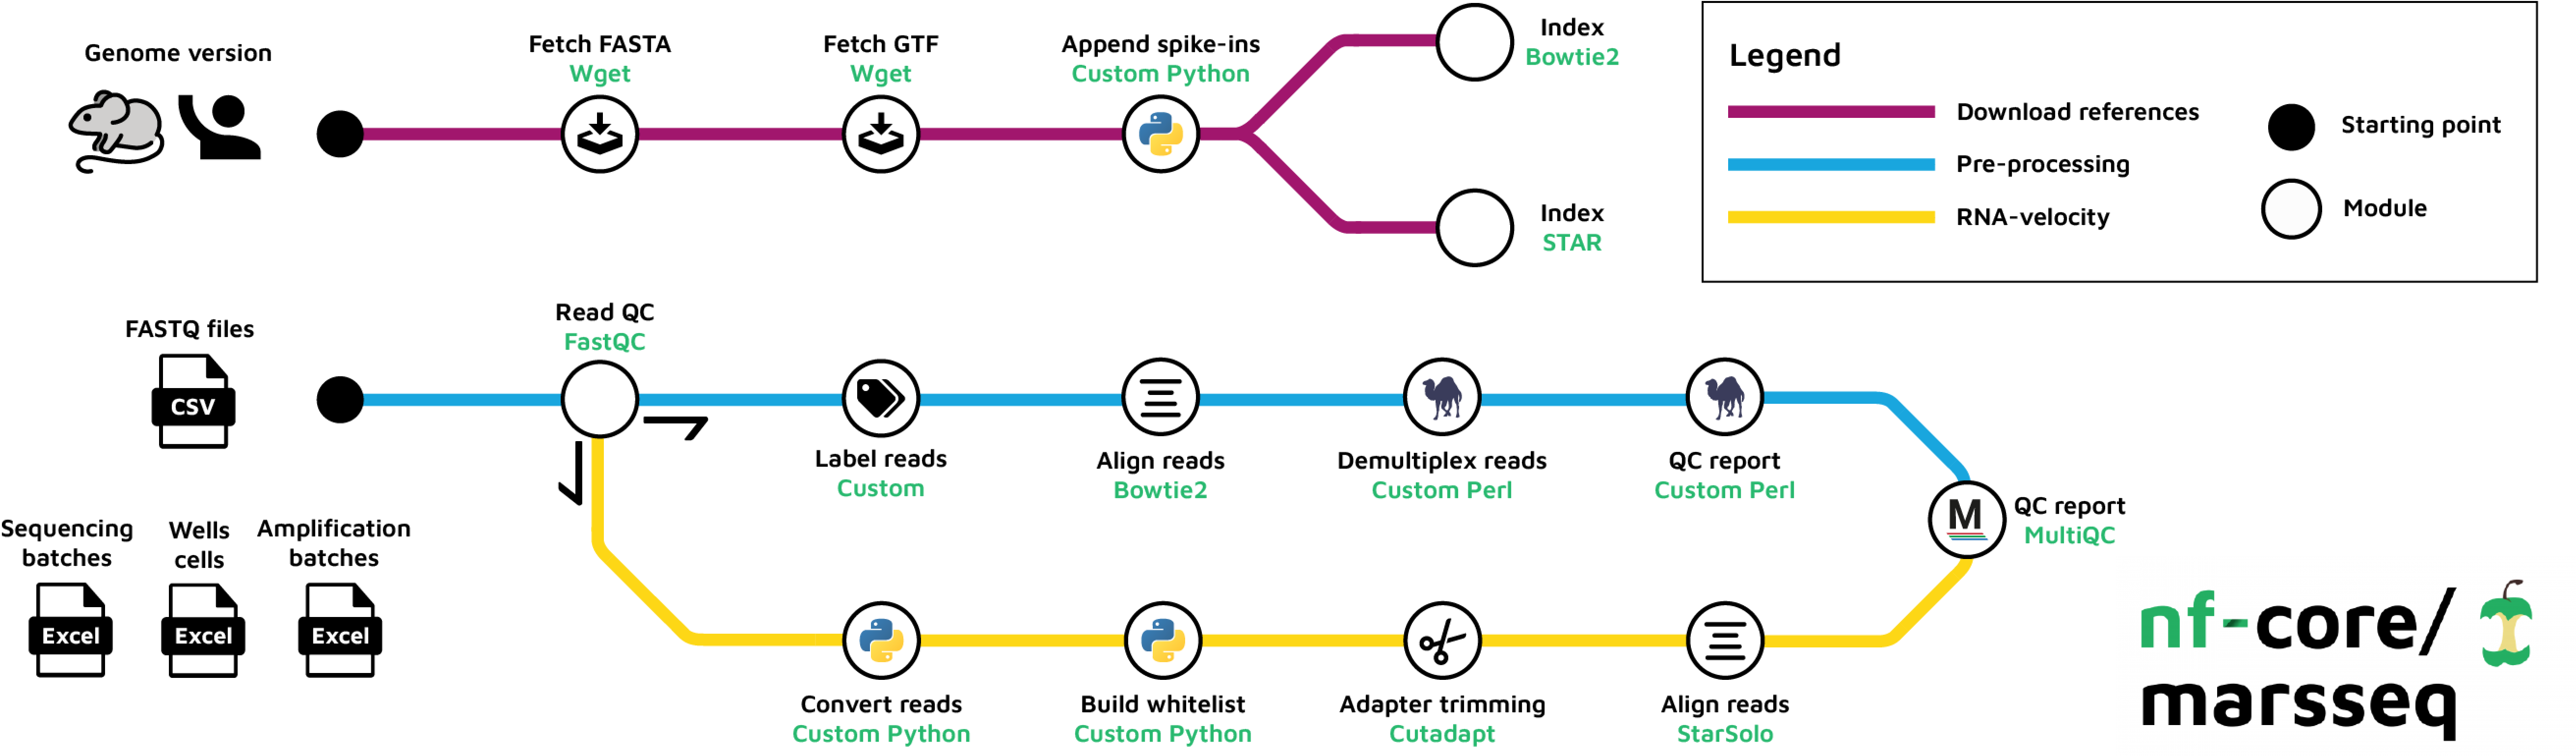 Genome version
Fetch FASTA
Wget
Fetch GTF
Wget
Append spike-ins
Custom Python
Index
Bowtie2
Index
STAR
Legend
Download references
Pre-processing
RNA-velocity
Starting point
Module
FASTQ files
CSV
Read QC
FastQC
Label reads
Custom
Align reads
Bowtie2
Demultiplex reads
Custom Perl
QC report
Custom Perl
M
QC report
MultiQC
Sequencing
batches
Excel
Wells
cells
Excel
Amplification
batches
Excel
Convert reads
Custom Python
Build whitelist
Custom Python
Adapter trimming
Cutadapt
Align reads
StarSolo
nf-core/
marsseq